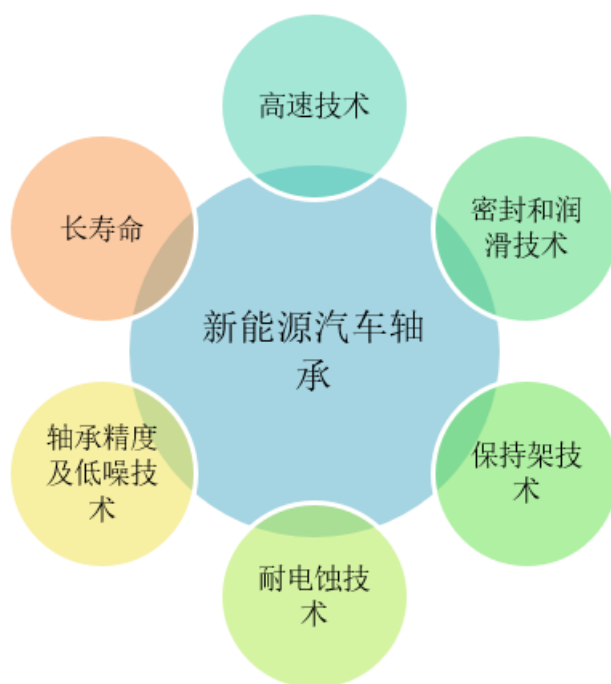 高速技术
密封和润
滑技术
保持架技
术
耐电蚀技
术
轴承精度
及低噪技
术
长寿命
新能源汽车轴
承